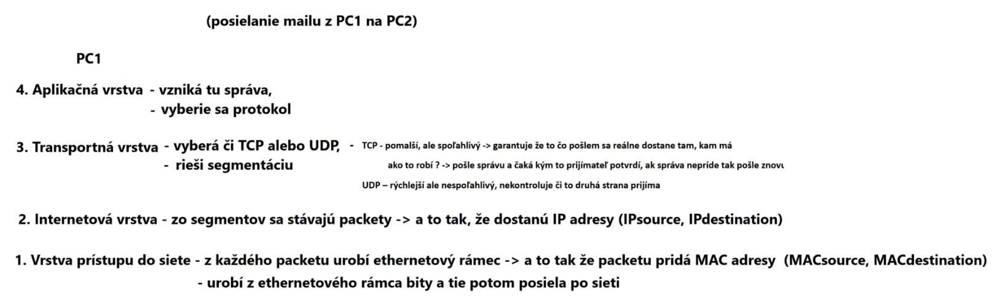 (posielanie mailu z PC1 na PC2)
PC1
4. Aplikačná vrstva - vzniká tu správa,
- vyberie sa protokol
3. Transportná vrstva - vyberá či TCP alebo UDP, - TCP - pomalší, ale spoľahlivý -> garantuje že to čo pošlem sa reálne dostane tam, kam má
- rieši segmentáciu ako to robí ? -> pošle správu a čaká kým to prijímateľ potvrdí, ak správa nepríde tak pošle znovu
UDP – rýchlejší ale nespoľahlivý, nekontroluje či to druhá strana prijíma
2. Internetová vrstva - zo segmentov sa stávajú packety -> a to tak, že dostanú IP adresy (IPsource, IPdestination)
1. Vrstva prístupu do siete - z každého packetu urobí ethernetový rámec -> a to tak že packetu pridá MAC adresy (MACsource, MACdestination)
- urobí z ethernetového rámca bity a tie potom posiela po sieti